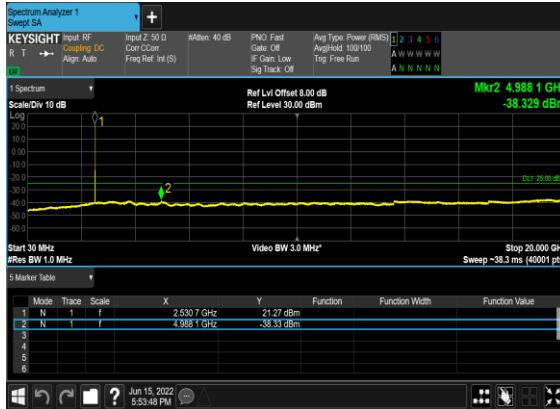 Spectrum Analyzer 1
Swept SA
+
KEYSIGHT Input: RF Input Z: 50 Ω #Atten: 40 dB PNO: Fast Avg Type: Power (RMS) 1 2 3 4 5 6
R T Coupling: DC Corr CCorr Gate: Off Avg|Hold: 100/100 A W W W W W
Align: Auto Freq Ref: Int (S) IF Gain: Low Trig: Free Run
LU Sig Track: Off A N N N N N
1 Spectrum Ref Lvl Offset 8.00 dB Mkr2 4.988 1 GH
Scale/Div 10 dB Ref Level 30.00 dBm -38.329 dBr
Log
1
20.0
10.0
0.00
-10.0
-20.0 DL1 -25.00 dB
-30.0
2
-40.0
-50.0
-60.0
Start 30 MHz Video BW 3.0 MHz* Stop 20.000 GH
#Res BW 1.0 MHz Sweep ~38.3 ms (40001 pt
5 Marker Table
Mode Trace Scale X Y Function Function Width Function Value
1 N 1 f 2.530 7 GHz 21.27 dBm
2 N 1 f 4.988 1 GHz -38.33 dBm
3
4
5
6
? Jun 15, 2022
5:53:48 PM